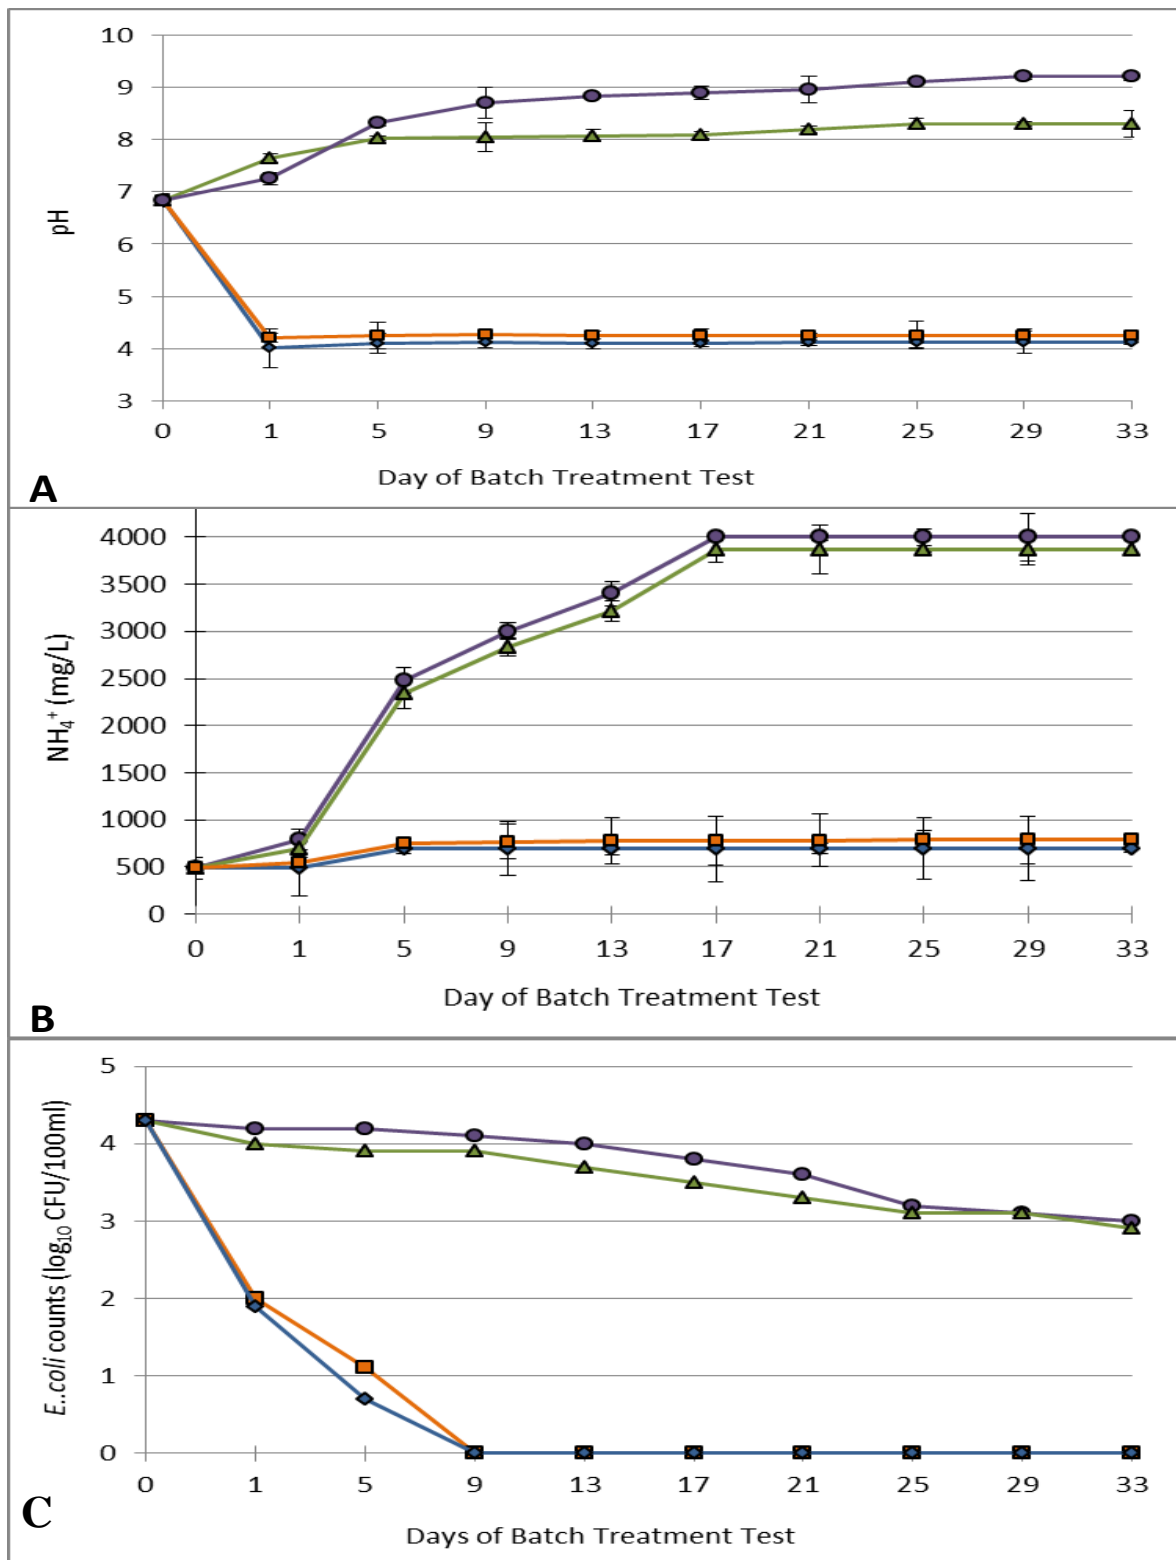 10
9
8
7
6
5
4
3
pH
0 1 5 9 13 17 21 25 29 33
Day of Batch Treatment Test
A
4000
3500
3000
2500
2000
1500
1000
500
0
NH₄⁺ (mg/L)
0 1 5 9 13 17 21 25 29 33
Day of Batch Treatment Test
B
5
4
3
2
1
0
E..coli counts (log₁₀ CFU/100ml)
0 1 5 9 13 17 21 25 29 33
Days of Batch Treatment Test
C